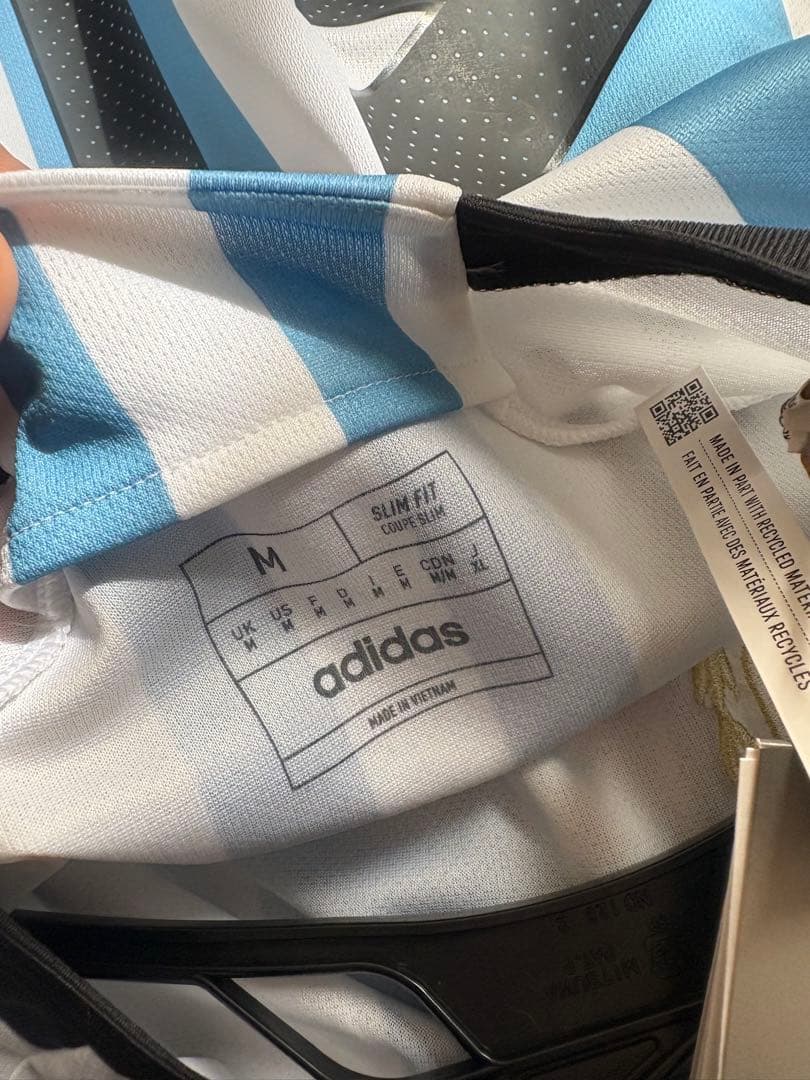 M
SLIM FIT
COUPE SLIM
UK US F D I E CDN J
M M M M M M M/M XL
adidas
MADE IN VIETNAM
MADE IN PART WITH RECYCLED
FAIT EN PARTIE AVEC DES MATÉRIAUX RECYCLÉS